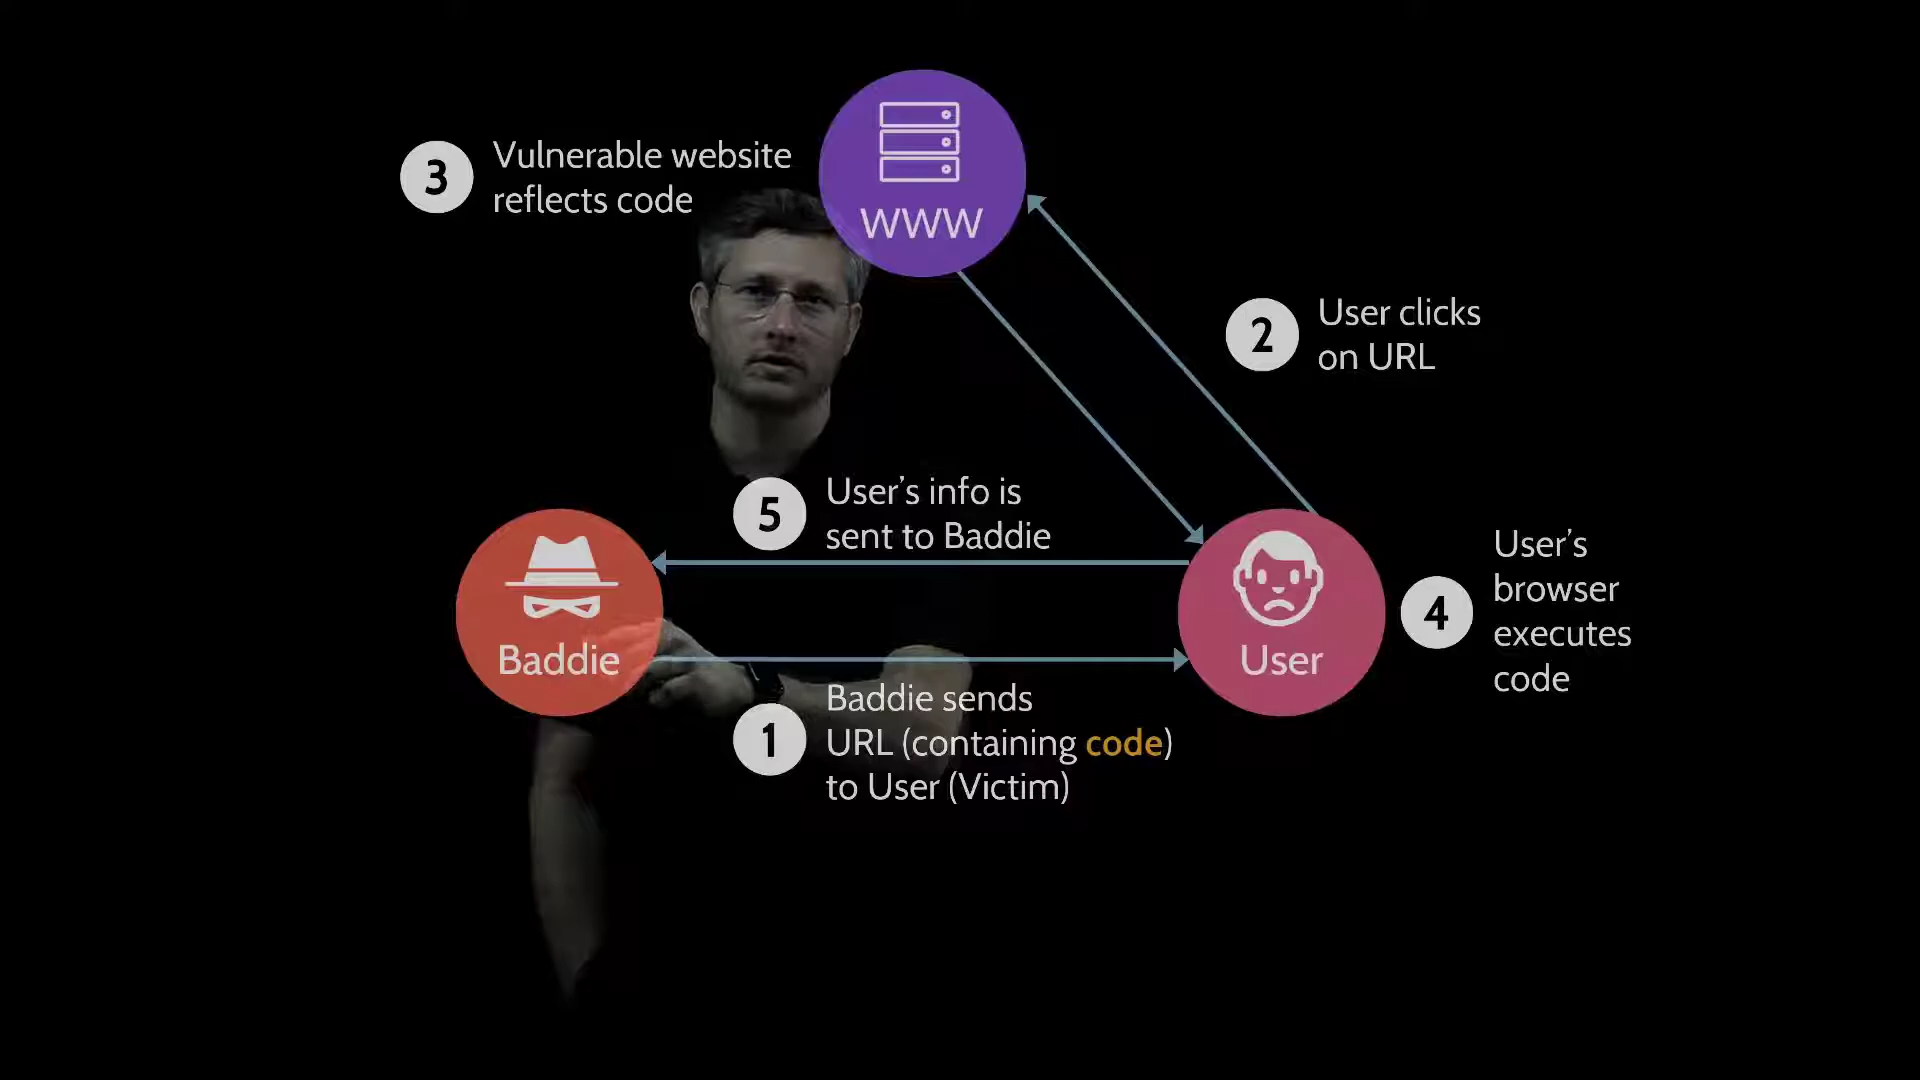 3
Vulnerable website
reflects code
WWW
2
User clicks
on URL
5
User's info is
sent to Baddie
Baddie
User
4
User's
browser
executes
code
1
Baddie sends
URL (containing code)
to User (Victim)